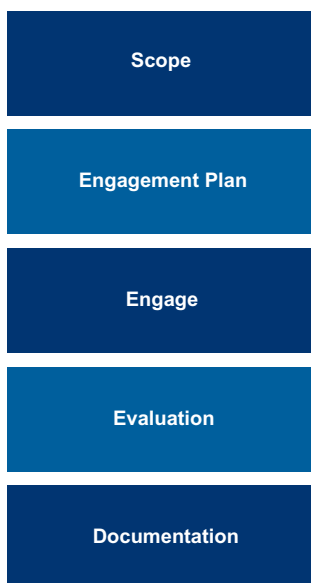 Scope
Engagement Plan
Engage
Evaluation
Documentation